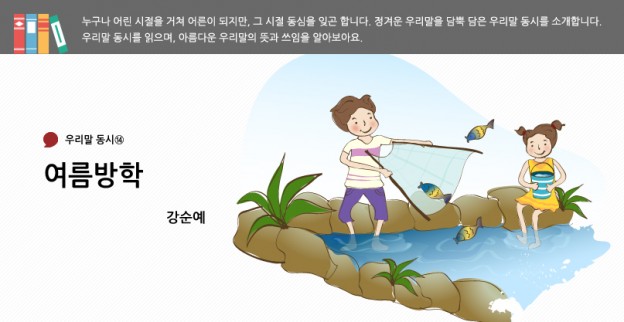 누구나 어린 시절을 거쳐 어른이 되지만, 그 시절 동심을 잊곤 합니다. 정겨운 우리말을 담뿍 담은 우리말 동시를 소개합니다.
우리말 동시를 읽으며, 아름다운 우리말의 뜻과 쓰임을 알아보아요.
우리말 동시⑭
여름방학
강순예